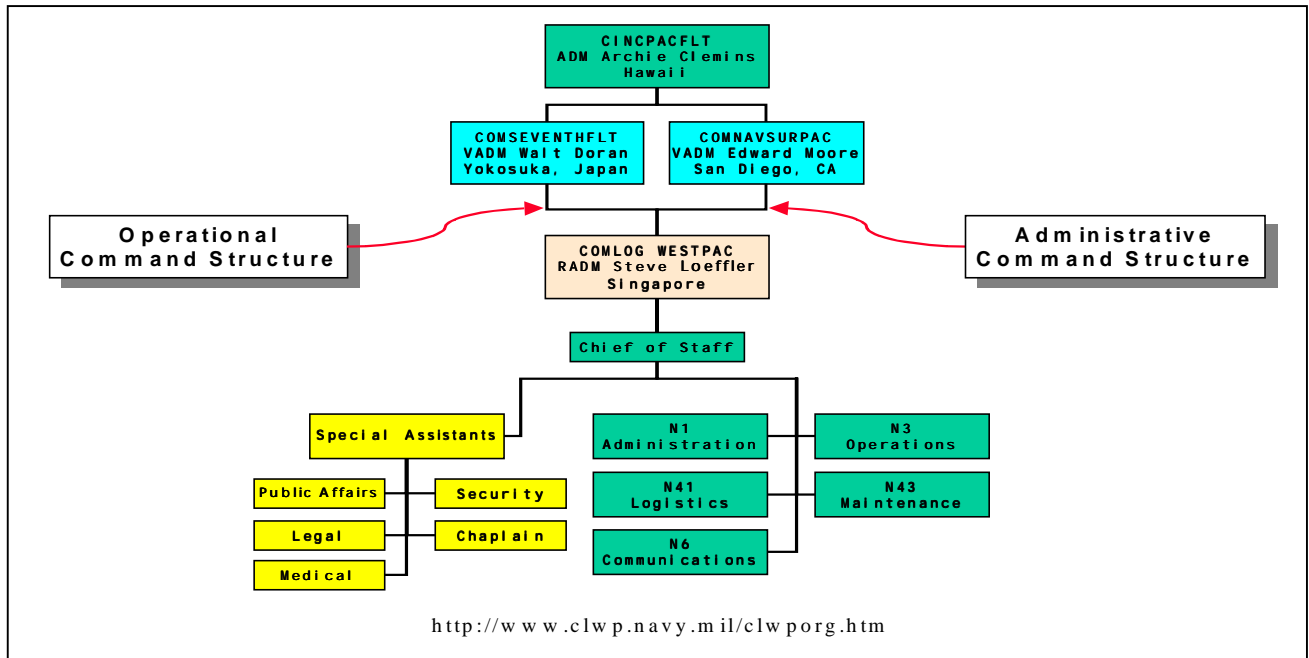 CINCPACFLT
ADM Archie Clemins
Hawaii
COMSEVENTHFLT
VADM Walt Doran
Yokosuka, Japan
COMNAVSURPAC
VADM Edward Moore
San Diego, CA
Operational
Command Structure
Administrative
Command Structure
COMLOG WESTPAC
RADM Steve Loeffler
Singapore
Chief of Staff
Special Assistants
Public Affairs
Security
Legal
Chaplain
Medical
N1
Administration
N3
Operations
N41
Logistics
N43
Maintenance
N6
Communications
http://www.clwp.navy.mil/clwporg.htm